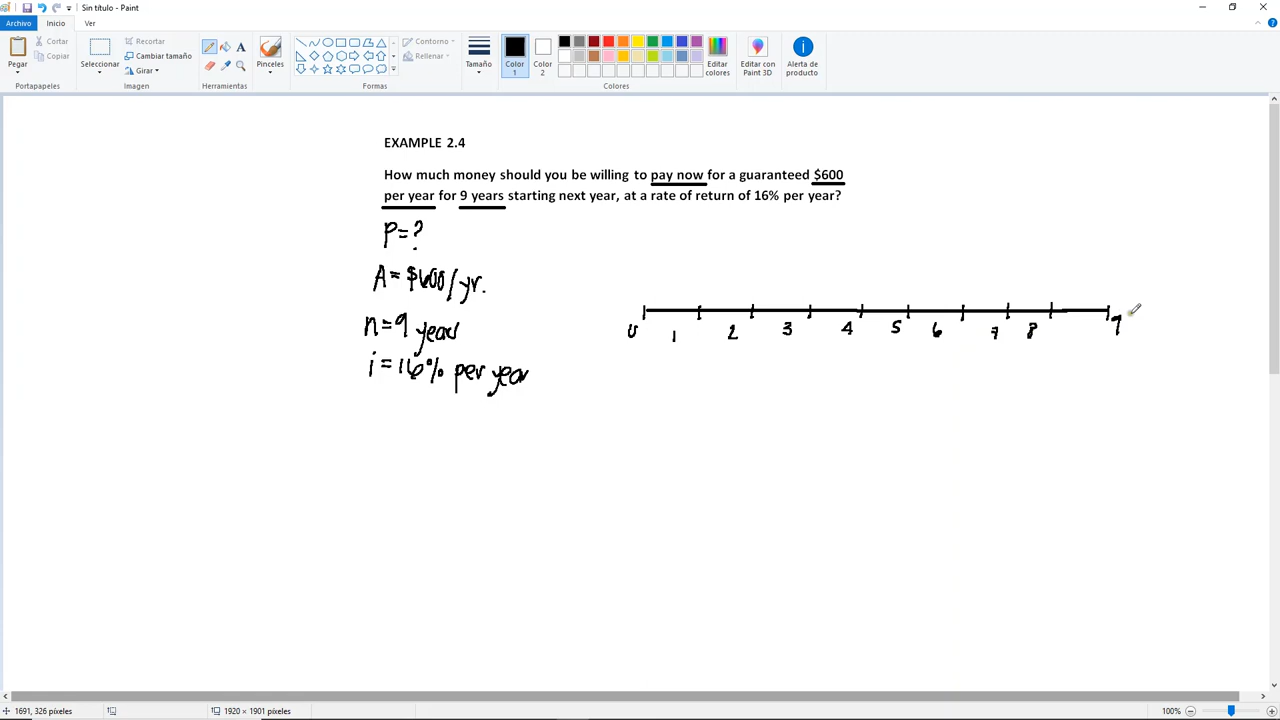 Sin título - Paint
Archivo Inicio Ver
Pegar
Cortar
Copiar
Portapapeles
Seleccionar
Recortar
Cambiar tamaño
Girar
Imagen
A
Herramientas
Pinceles
Contorno
Rellenar
Formas
Tamaño
Color 1
Color 2
Editar colores
Colores
Editar con Paint 3D
Alerta de producto
EXAMPLE 2.4
How much money should you be willing to pay now for a guaranteed $600
per year for 9 years starting next year, at a rate of return of 16% per year?
P=?
A=$600/yr.
n=9 years
i=16% per year
0 1 2 3 4 5 6 7 8 9
1691, 326 píxeles
1920 × 1901 píxeles
100%